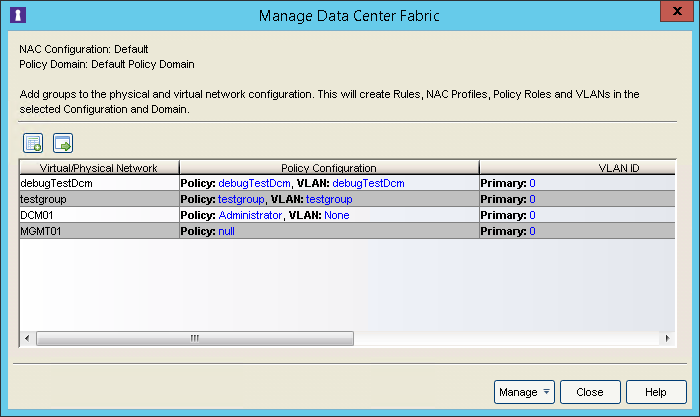 Manage Data Center Fabric
X
NAC Configuration: Default
Policy Domain: Default Policy Domain
Add groups to the physical and virtual network configuration. This will create Rules, NAC Profiles, Policy Roles and VLANs in the
selected Configuration and Domain.
Virtual/Physical Network Policy Configuration VLAN ID
debugTestDcm Policy: debugTestDcm, VLAN: debugTestDcm Primary: 0
testgroup Policy: testgroup, VLAN: testgroup Primary: 0
DCM01 Policy: Administrator, VLAN: None Primary: 0
MGMT01 Policy: null Primary: 0
Manage Close Help